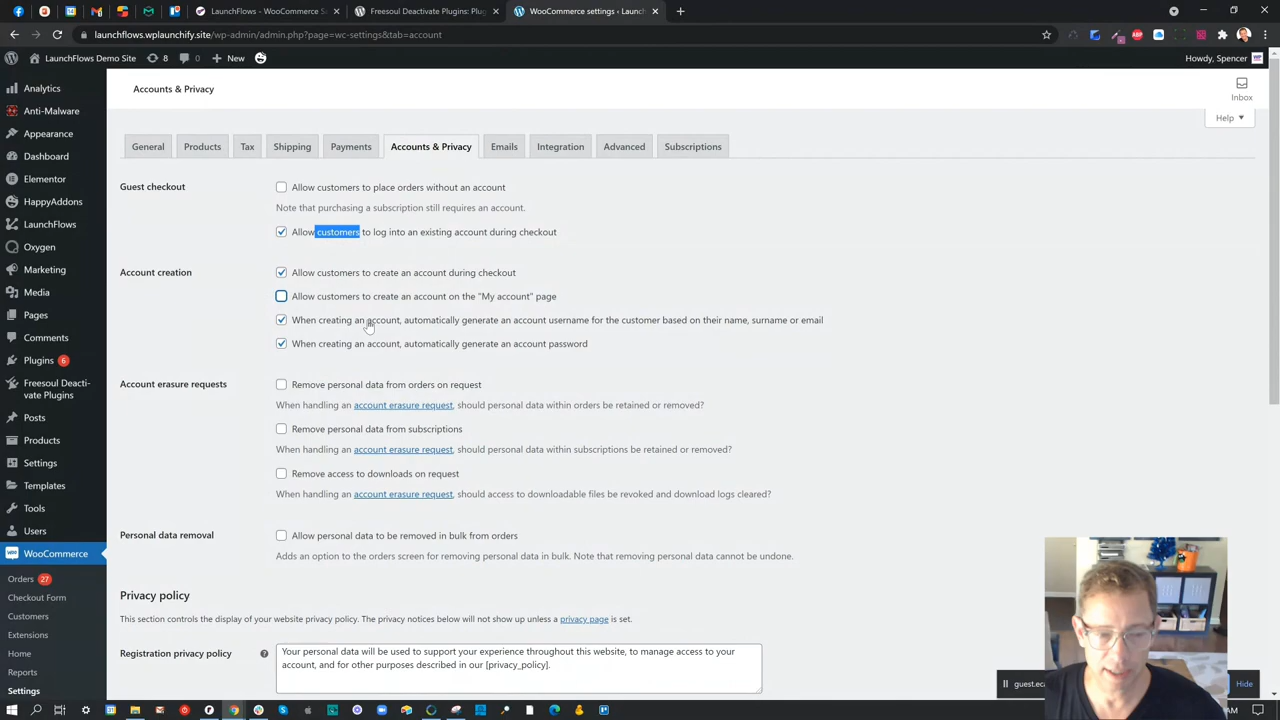 LaunchFlows - WooCommerce S
Freesoul Deactivate Plugins: Plu
WooCommerce settings ‹ Launch
launchflows.wplaunchify.site/wp-admin/admin.php?page=wc-settings&tab=account
LaunchFlows Demo Site 8 0 New
Howdy, Spencer
Analytics
Anti-Malware
Appearance
Dashboard
Elementor
HappyAddons
LaunchFlows
Oxygen
Marketing
Media
Pages
Comments
Plugins 6
Freesoul Deacti-
vate Plugins
Posts
Products
Settings
Templates
Tools
Users
WooCommerce
Orders 27
Checkout Form
Customers
Extensions
Home
Reports
Settings
Accounts & Privacy
Inbox
Help
General Products Tax Shipping Payments Accounts & Privacy Emails Integration Advanced Subscriptions
Guest checkout
Allow customers to place orders without an account
Note that purchasing a subscription still requires an account.
Allow customers to log into an existing account during checkout
Account creation
Allow customers to create an account during checkout
Allow customers to create an account on the "My account" page
When creating an account, automatically generate an account username for the customer based on their name, surname or email
When creating an account, automatically generate an account password
Account erasure requests
Remove personal data from orders on request
When handling an account erasure request, should personal data within orders be retained or removed?
Remove personal data from subscriptions
When handling an account erasure request, should personal data within subscriptions be retained or removed?
Remove access to downloads on request
When handling an account erasure request, should access to downloadable files be revoked and download logs cleared?
Personal data removal
Allow personal data to be removed in bulk from orders
Adds an option to the orders screen for removing personal data in bulk. Note that removing personal data cannot be undone.
Privacy policy
This section controls the display of your website privacy policy. The privacy notices below will not show up unless a privacy page is set.
Registration privacy policy
Your personal data will be used to support your experience throughout this website, to manage access to your
account, and for other purposes described in our [privacy_policy].
Hide